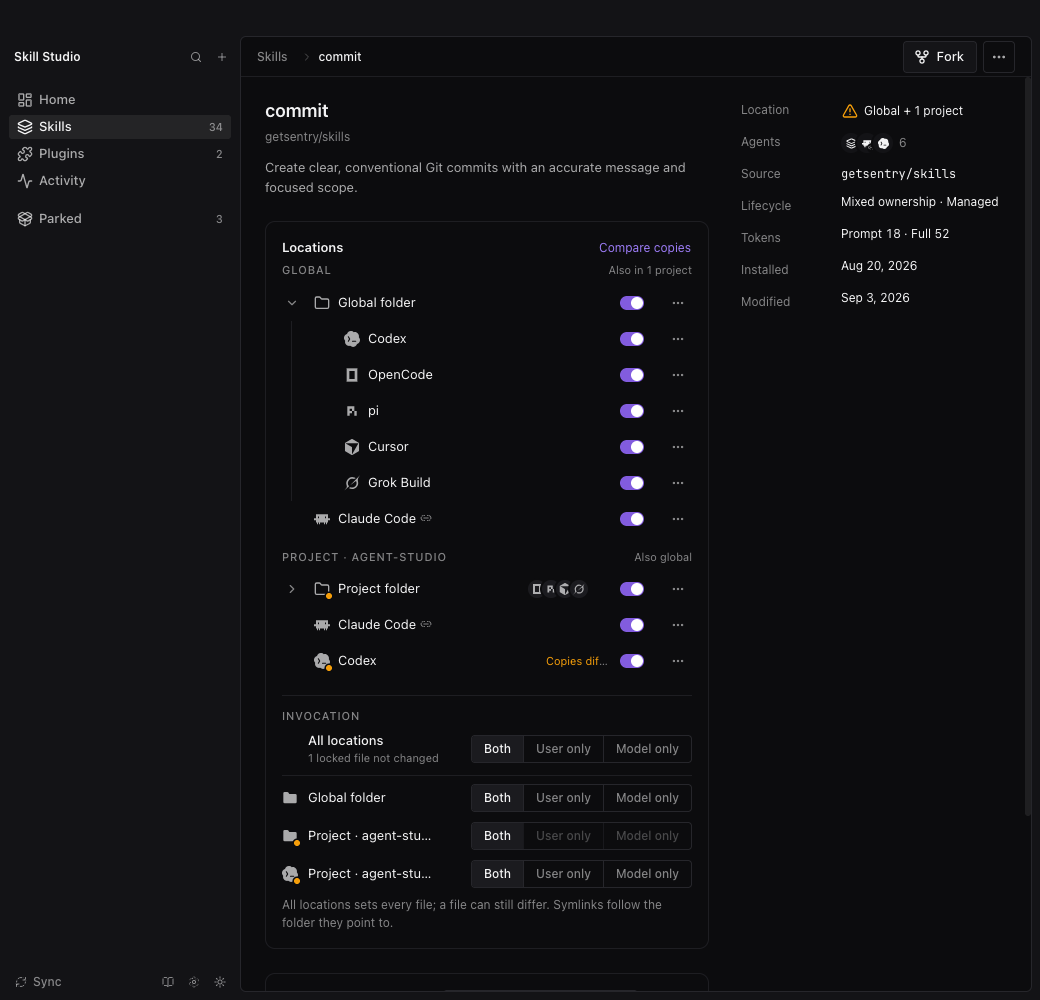 Skill Studio
Home
Skills 34
Plugins 2
Activity
Parked 3
Sync
Skills
commit
Fork
commit
getsentry/skills
Create clear, conventional Git commits with an accurate message and
focused scope.
Locations
Compare copies
GLOBAL
Also in 1 project
Global folder
Codex
OpenCode
pi
Cursor
Grok Build
Claude Code
PROJECT · AGENT-STUDIO
Also global
Project folder
Claude Code
Codex
Copies dif...
INVOCATION
All locations
1 locked file not changed
Both User only Model only
Global folder
Both User only Model only
Project · agent-stu...
Both User only Model only
Project · agent-stu...
Both User only Model only
All locations sets every file; a file can still differ. Symlinks follow the
folder they point to.
Location Global + 1 project
Agents 6
Source getsentry/skills
Lifecycle Mixed ownership · Managed
Tokens Prompt 18 · Full 52
Installed Aug 20, 2026
Modified Sep 3, 2026